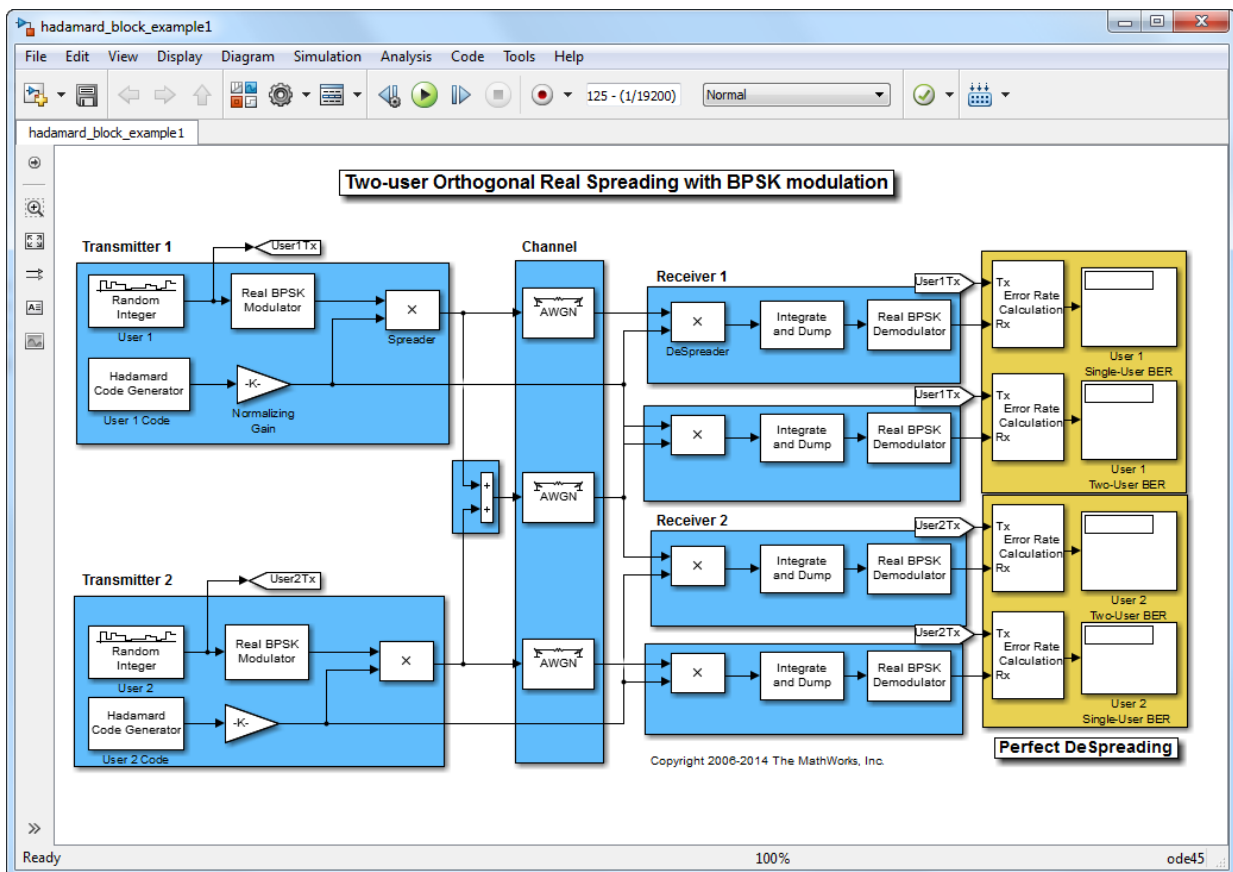 hadamard_block_example1
File Edit View Display Diagram Simulation Analysis Code Tools Help
125 - (1/19200)
Normal
hadamard_block_example1
Two-user Orthogonal Real Spreading with BPSK modulation
Transmitter 1
User1Tx
Random
Integer
User 1
Real BPSK
Modulator
×
Spreader
Hadamard
Code Generator
User 1 Code
-K-
Normalizing
Gain
Channel
AWGN
+
+
AWGN
AWGN
Transmitter 2
User2Tx
Random
Integer
User 2
Real BPSK
Modulator
×
Hadamard
Code Generator
User 2 Code
-K-
Receiver 1
User1Tx
×
DeSpreader
Integrate
and Dump
Real BPSK
Demodulator
Tx
Error Rate
Calculation
Rx
User 1
Single-User BER
User1Tx
×
Integrate
and Dump
Real BPSK
Demodulator
Tx
Error Rate
Calculation
Rx
User 1
Two-User BER
Receiver 2
User2Tx
×
Integrate
and Dump
Real BPSK
Demodulator
Tx
Error Rate
Calculation
Rx
User 2
Two-User BER
User2Tx
×
Integrate
and Dump
Real BPSK
Demodulator
Tx
Error Rate
Calculation
Rx
User 2
Single-User BER
Perfect DeSpreading
Copyright 2006-2014 The MathWorks, Inc.
Ready
100%
ode45